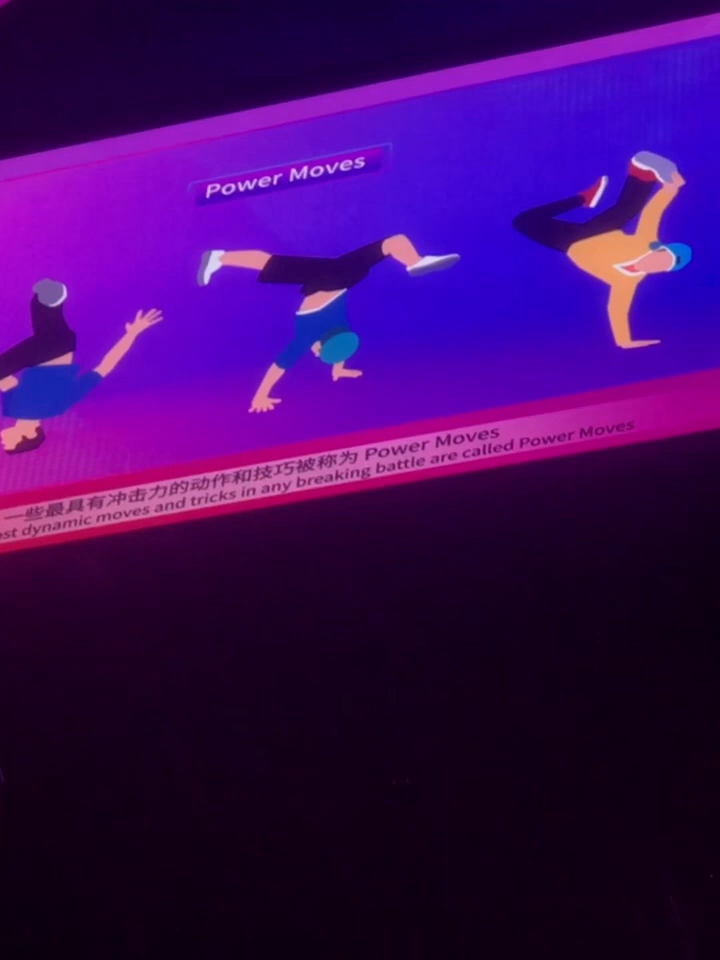 Power Moves
一些最具有冲击力的动作和技巧被称为 Power Moves
dynamic moves and tricks in any breaking battle are called Power Moves